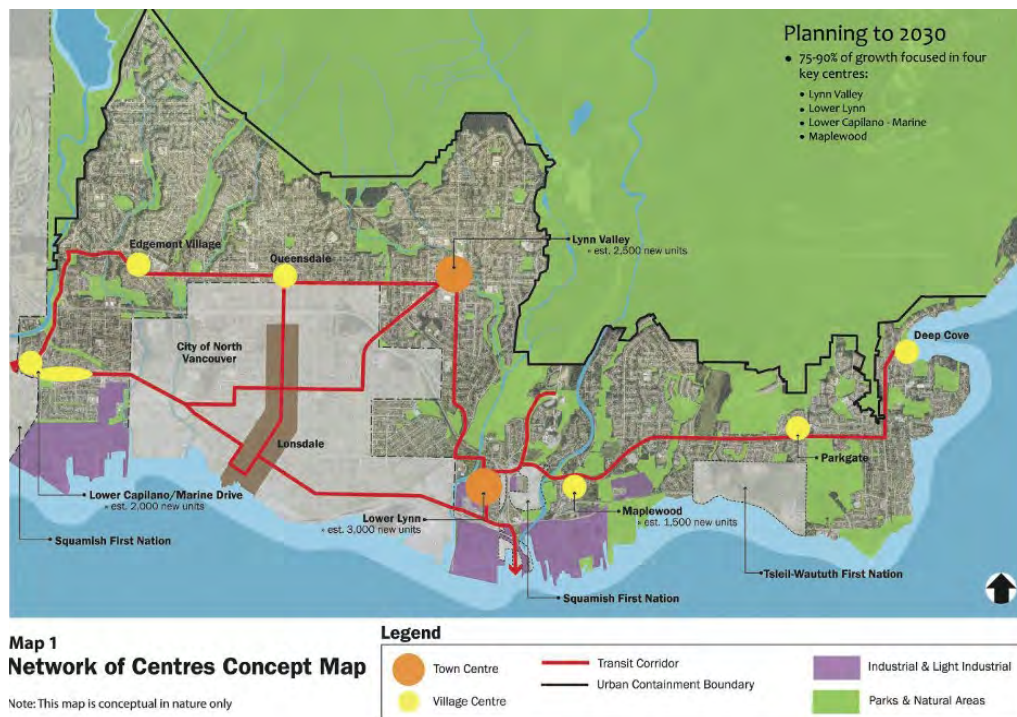 Planning to 2030
• 75-90% of growth focused in four
key centres:
• Lynn Valley
• Lower Lynn
• Lower Capilano - Marine
• Maplewood
Edgemont Village
Queensdale
Lynn Valley
• est. 2,500 new units
City of North
Vancouver
Deep Cove
Lonsdale
Parkgate
Lower Capilano/Marine Drive
• est. 2,000 new units
Lower Lynn
• est. 3,000 new units
Maplewood
• est. 1,500 new units
Squamish First Nation
Tsleil-Waututh First Nation
Squamish First Nation
Map 1
Network of Centres Concept Map
Note: This map is conceptual in nature only
Legend
Town Centre
Village Centre
Transit Corridor
Urban Containment Boundary
Industrial & Light Industrial
Parks & Natural Areas